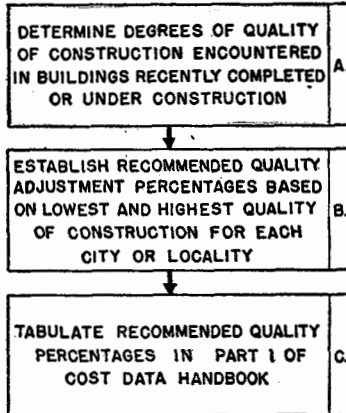 DETERMINE DEGREES OF QUALITY
OF CONSTRUCTION ENCOUNTERED
IN BUILDINGS RECENTLY COMPLETED
OR UNDER CONSTRUCTION
A.
ESTABLISH RECOMMENDED QUALITY
ADJUSTMENT PERCENTAGES BASED
ON LOWEST AND HIGHEST QUALITY
OF CONSTRUCTION FOR EACH
CITY OR LOCALITY
B.
TABULATE RECOMMENDED QUALITY
PERCENTAGES IN PART 1 OF
COST DATA HANDBOOK
C.